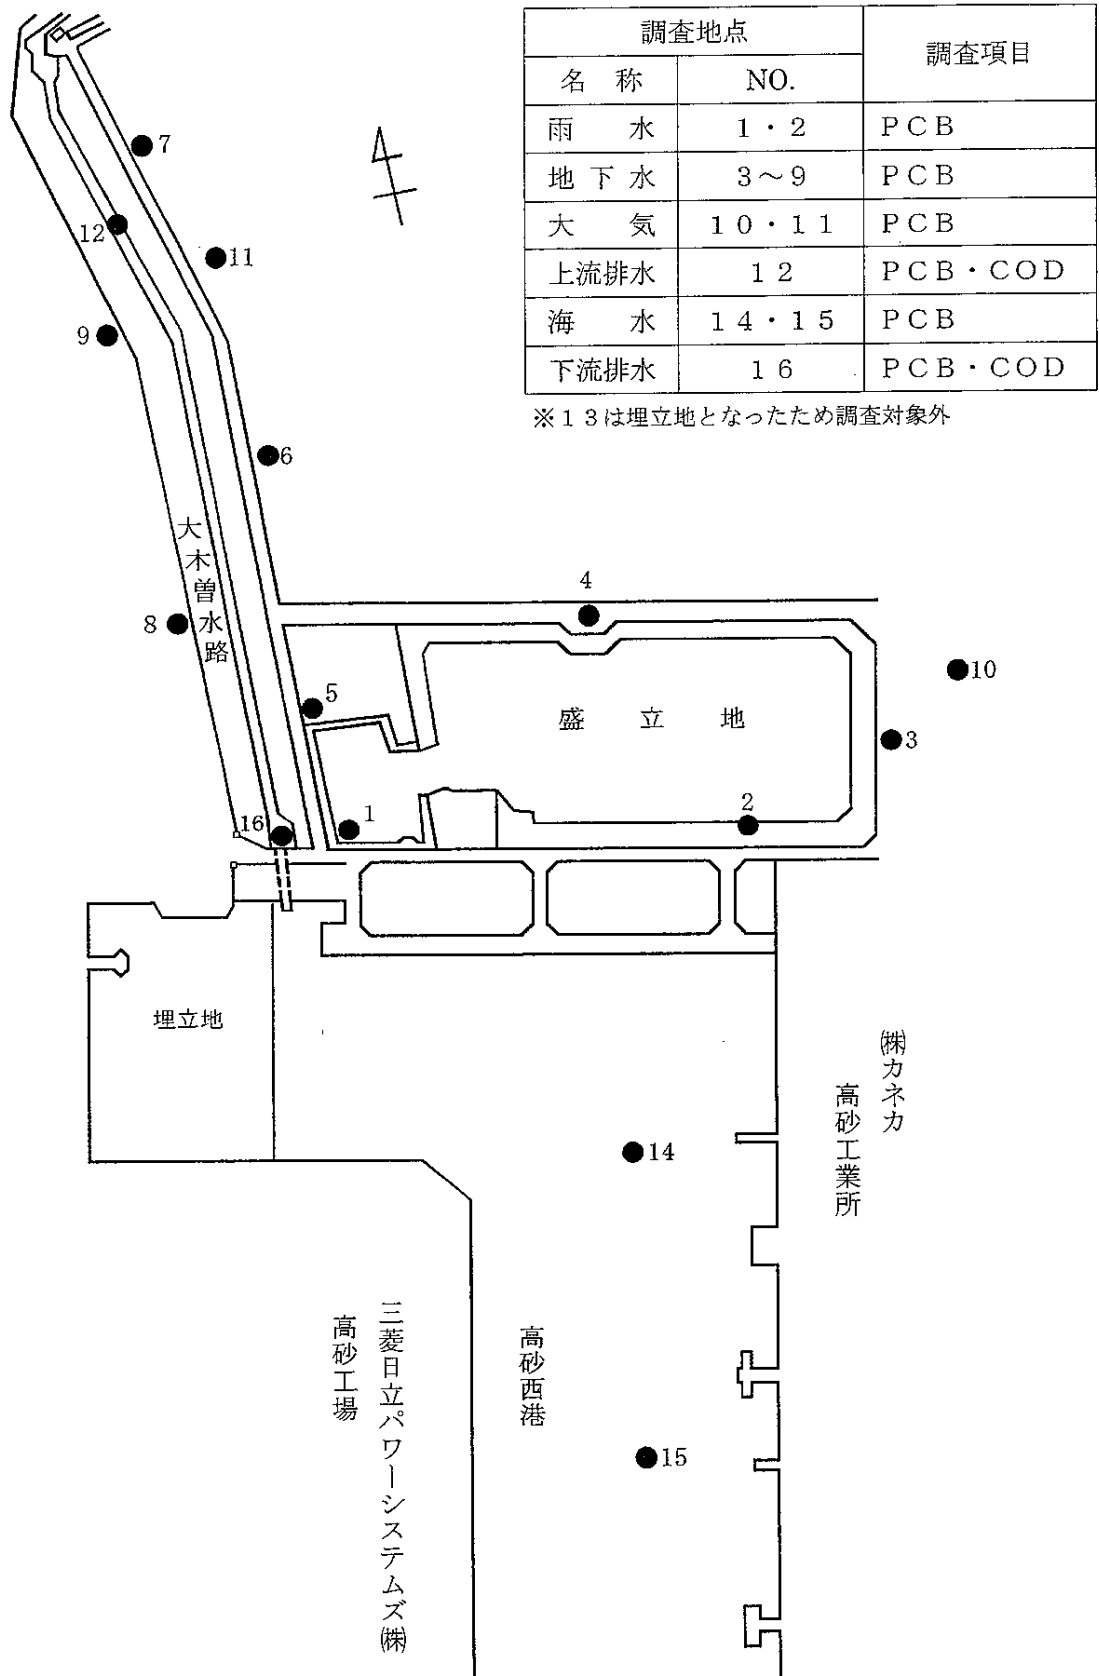 調査地点 調査項目
名 称 NO.
雨 水 1・2 PCB
地下水 3～9 PCB
大 気 10・11 PCB
上流排水 12 PCB・COD
海 水 14・15 PCB
下流排水 16 PCB・COD
※13は埋立地となったため調査対象外
7
12
11
9
6
大木曽水路
4
8
10
5
盛 立 地
3
2
1
16
埋立地
㈱カネカ
高砂工業所
14
三菱日立パワーシステムズ㈱
高砂工場
高砂西港
15